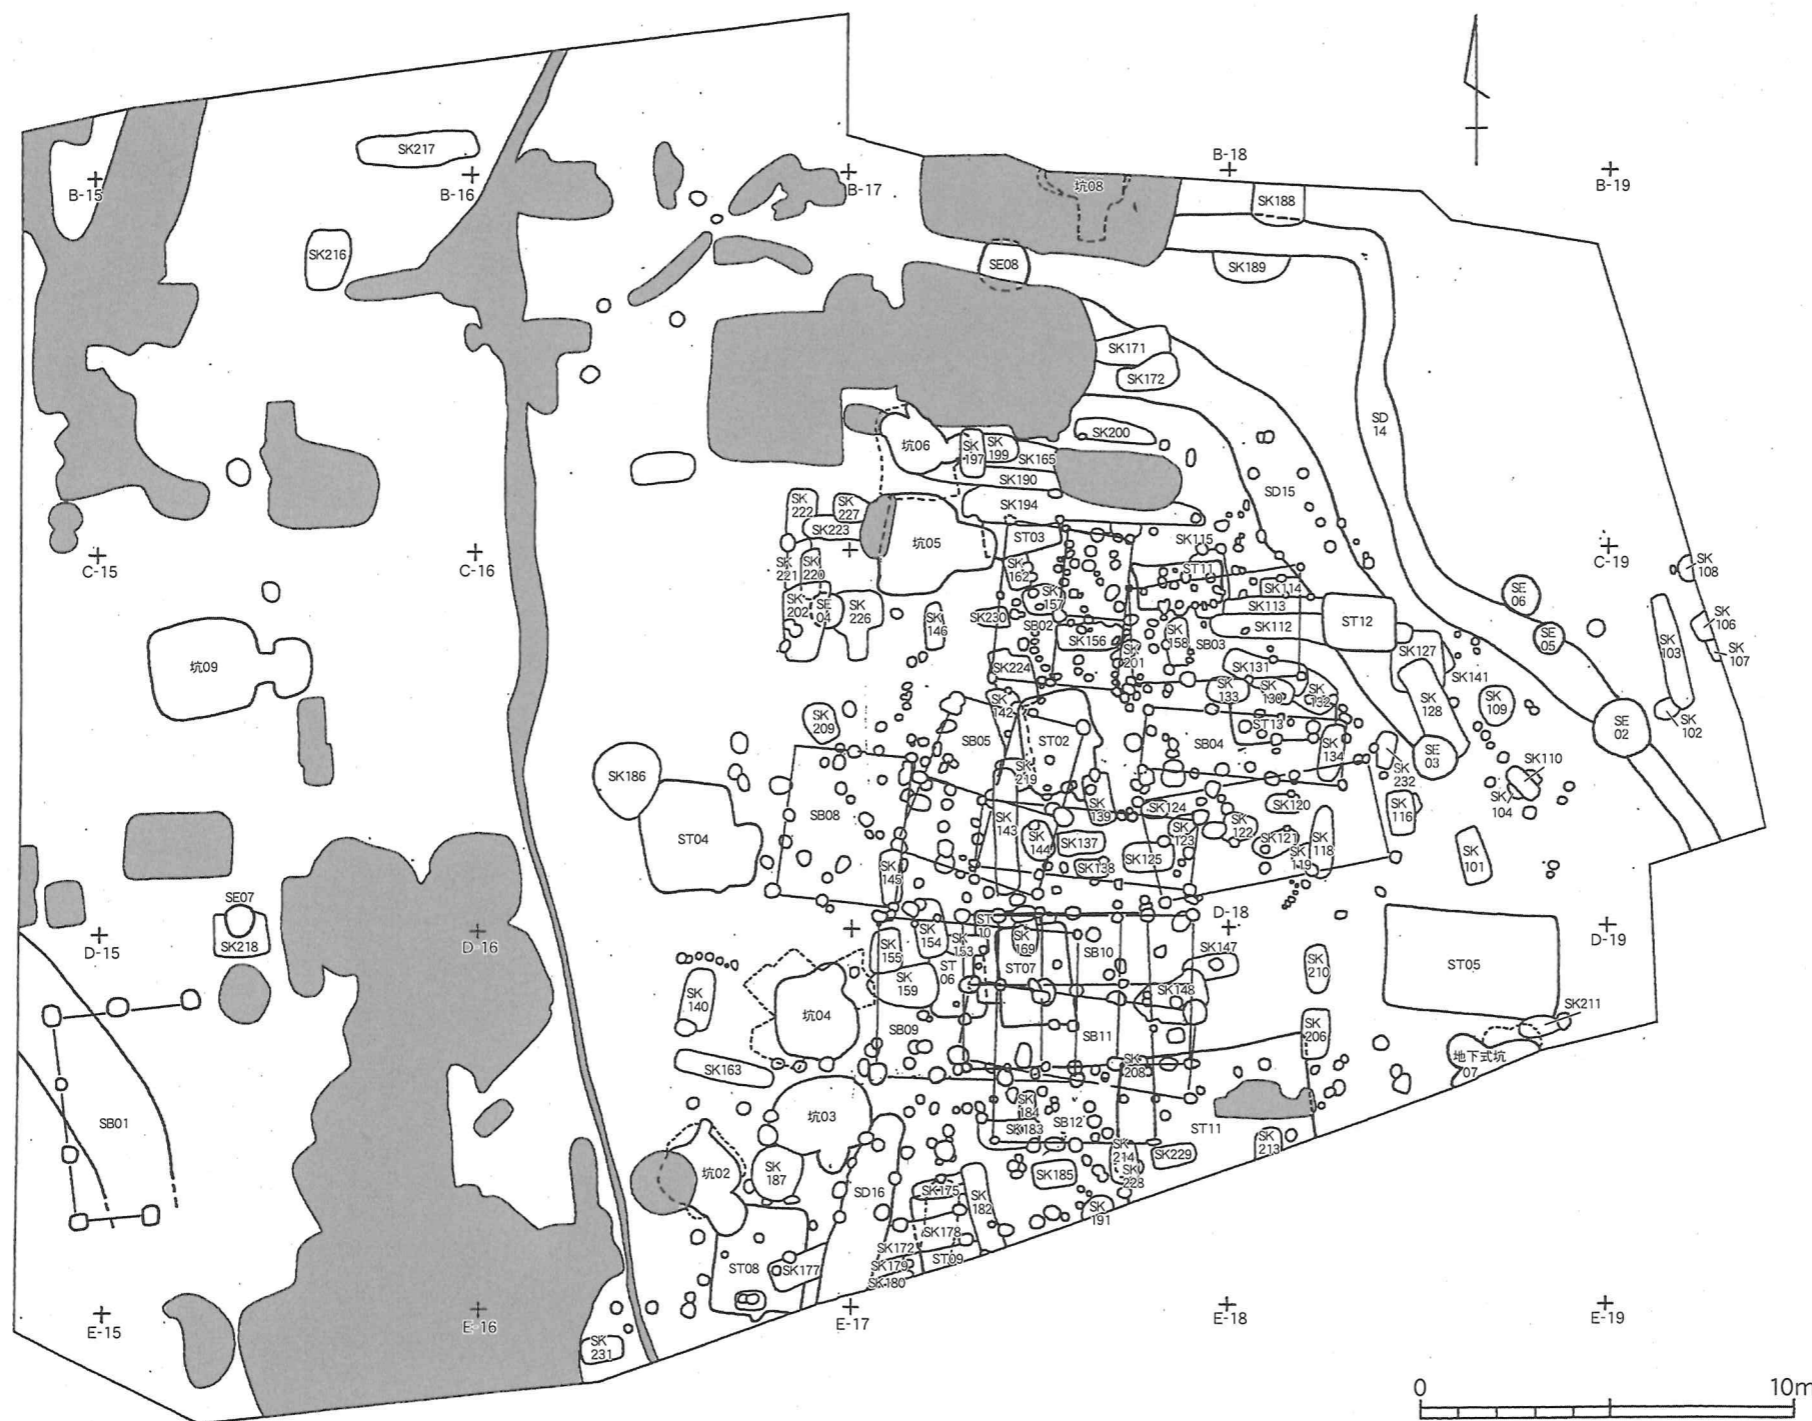 B-18
坑08
SK217
B-15
B-16
B-17
SK188
B-19
SK216
SE08
SK189
SK171
SK172
SD
14
坑06
SK
197
SK
199
SK200
SK165
SK190
SD15
SK
222
SK
227
SK223
SK194
坑05
ST03
SK115
C-15
C-16
SK
221
SK
220
SK
162
ST11
SK114
C-19
SK
108
SK
202
SE
04
SK
226
SK
157
SK113
SE
06
SK
146
SK230
SB02
SK156
SK
158
SB03
SK112
ST12
SE
05
SK
106
SK
103
SK
107
坑09
SK224
SK
201
SK131
SK127
SK141
SK
133
SK
130
SK
132
SK
128
SK
109
SK
142
SK
209
SB05
ST02
SB04
ST13
SK
134
SE
03
SE
02
SK
102
SK186
SK
219
SK
232
SK110
SK
104
SB08
SK
143
SK
139
SK124
SK120
SK
116
ST04
SK
144
SK137
SK
123
SK
122
SK121
SK
118
SK
119
SK
101
SK138
SK125
SK
145
SE07
SK218
D-15
D-16
ST
10
D-18
D-19
SK
154
SK
155
SK
153
SK
169
SB10
SK147
ST07
ST
06
SK
159
SK148
SK
210
ST05
SK
140
坑04
SB09
SB11
SK
206
SK211
地下式坑
07
SK163
SK
208
坑03
SK
184
SK183
SB12
ST11
SB01
SK
213
SK
214
SK229
SK
228
坑02
SK
187
SK185
SD16
SK175
SK
182
SK
191
SK178
SK172
ST08
SK177
SK179
ST09
SK180
E-15
E-16
E-17
E-18
E-19
SK
231
0
10m